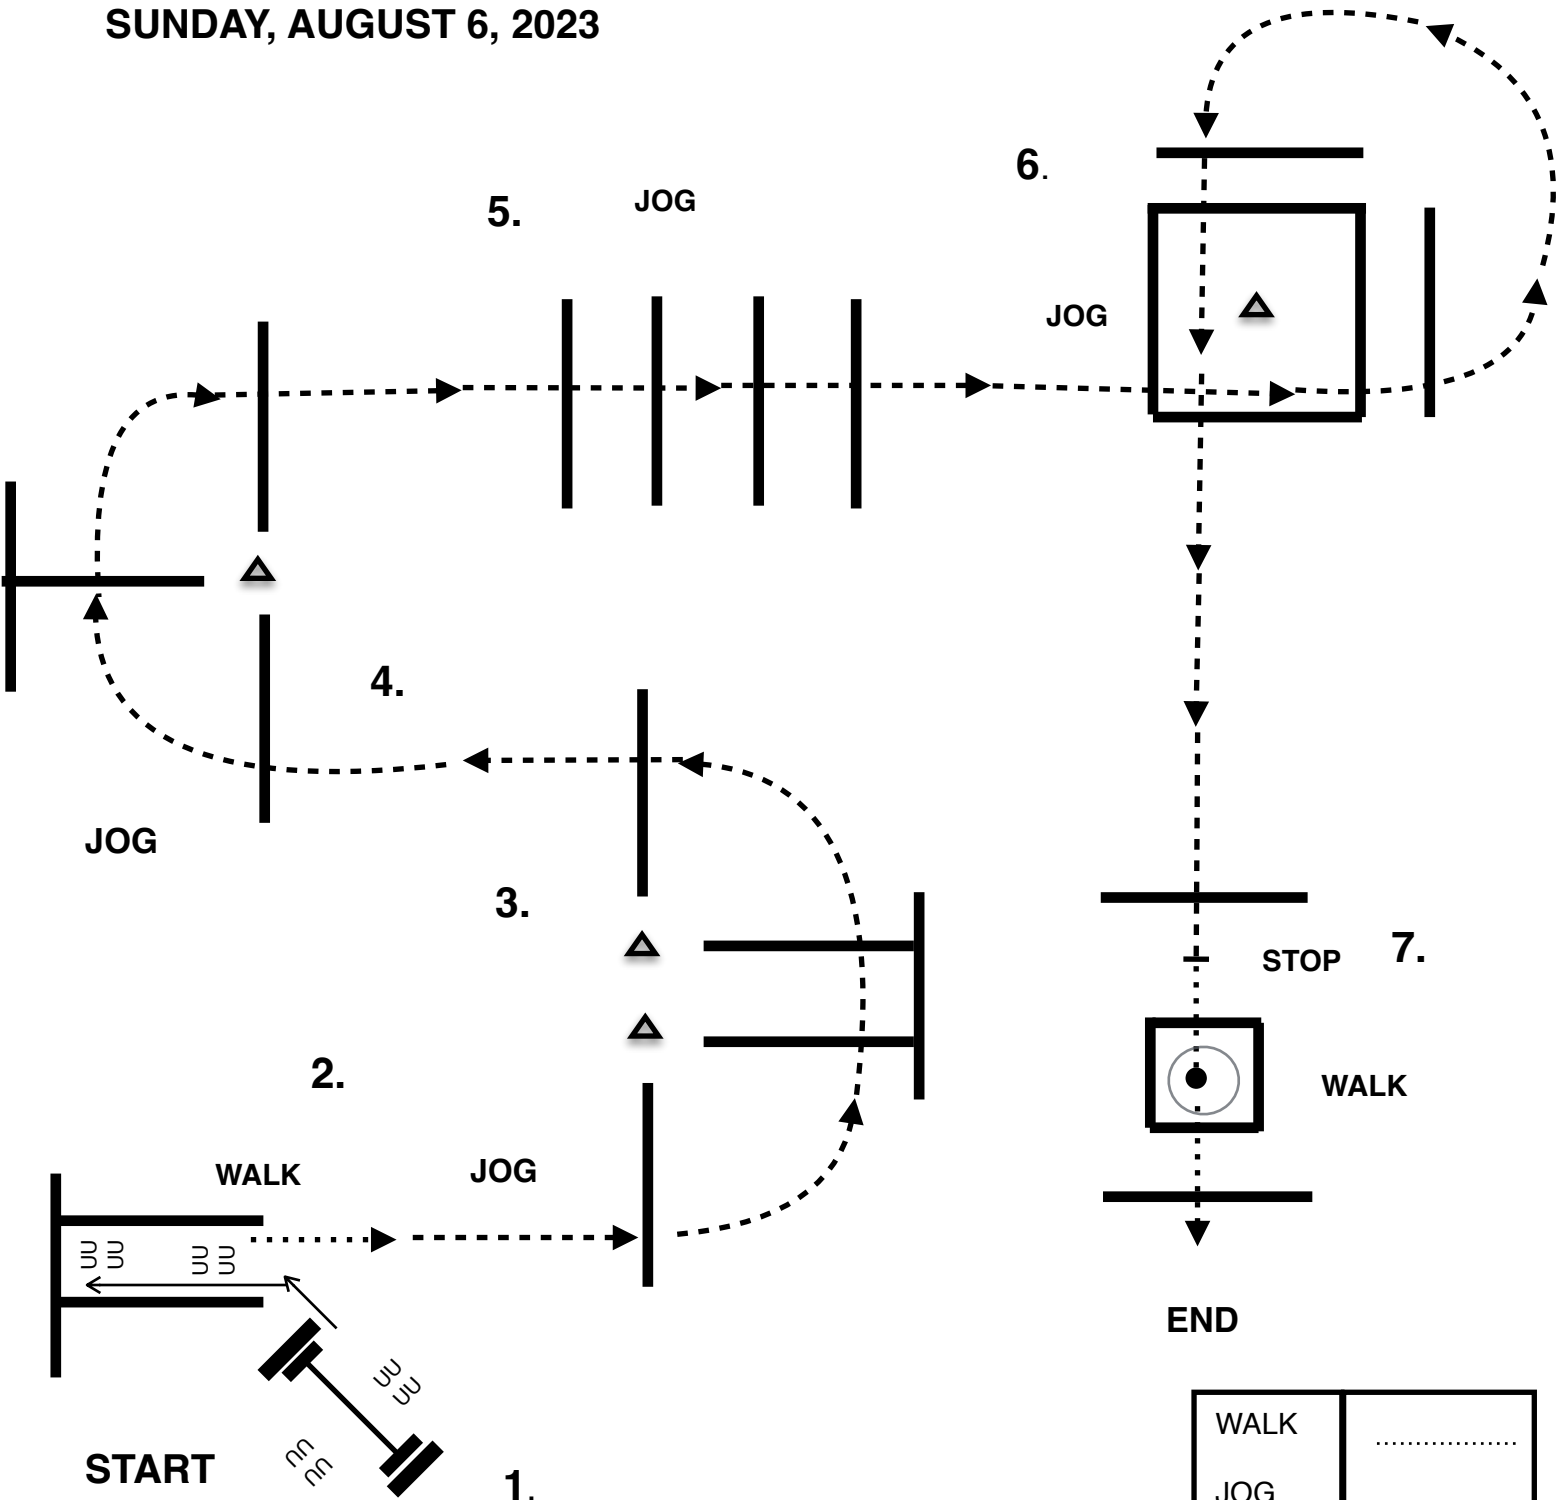 SUNDAY, AUGUST 6, 2023
6.
5.
JOG
JOG
4.
JOG
3.
STOP
7.
2.
WALK
WALK
JOG
END
START
1.
WALK
JOG